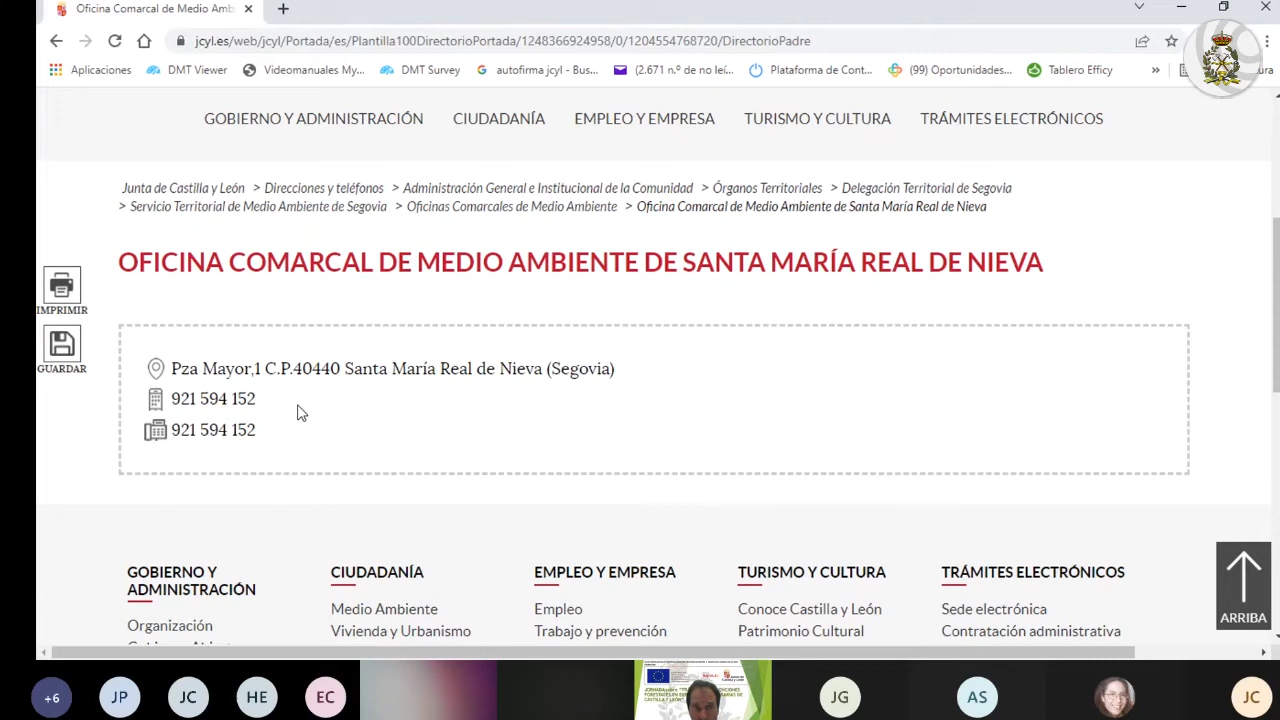 Oficina Comarcal de Medio Amb
jcyl.es/web/jcyl/Portada/es/Plantilla100DirectorioPortada/1248366924958/0/1204554768720/DirectorioPadre
Aplicaciones DMT Viewer Videomanuales My... DMT Survey autofirma jcyl - Bus... (2.671 n.º de no leí... Plataforma de Cont... (99) Oportunidades... Tablero Efficy »
GOBIERNO Y ADMINISTRACIÓN CIUDADANÍA EMPLEO Y EMPRESA TURISMO Y CULTURA TRÁMITES ELECTRÓNICOS
Junta de Castilla y León > Direcciones y teléfonos > Administración General e Institucional de la Comunidad > Órganos Territoriales > Delegación Territorial de Segovia
> Servicio Territorial de Medio Ambiente de Segovia > Oficinas Comarcales de Medio Ambiente > Oficina Comarcal de Medio Ambiente de Santa María Real de Nieva
OFICINA COMARCAL DE MEDIO AMBIENTE DE SANTA MARÍA REAL DE NIEVA
IMPRIMIR
GUARDAR
Pza Mayor,1 C.P.40440 Santa María Real de Nieva (Segovia)
921 594 152
921 594 152
GOBIERNO Y
ADMINISTRACIÓN
Organización
CIUDADANÍA
Medio Ambiente
Vivienda y Urbanismo
EMPLEO Y EMPRESA
Empleo
Trabajo y prevención
TURISMO Y CULTURA
Conoce Castilla y León
Patrimonio Cultural
TRÁMITES ELECTRÓNICOS
Sede electrónica
Contratación administrativa
ARRIBA
+6 JP JC HE EC JG AS JC